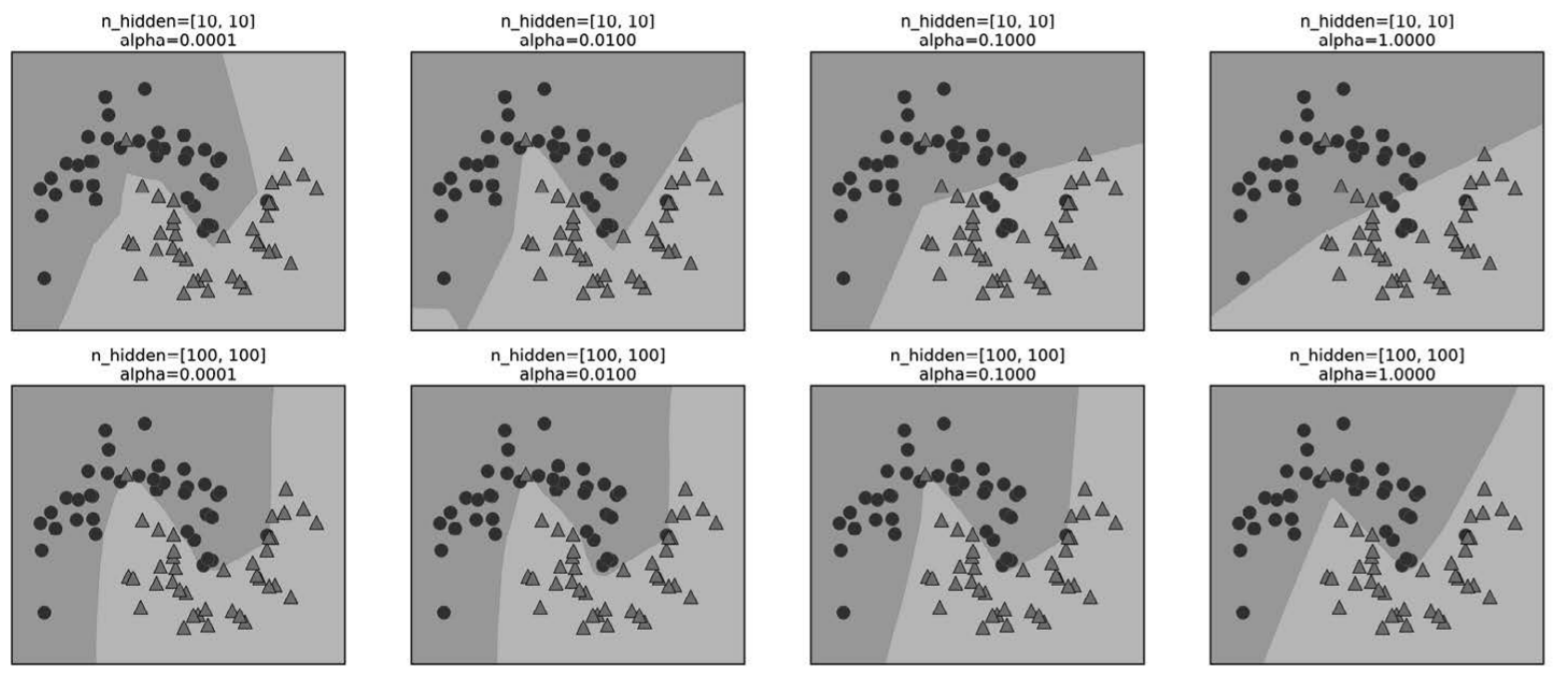 n_hidden=[10, 10]
alpha=0.0001
n_hidden=[10, 10]
alpha=0.0100
n_hidden=[10, 10]
alpha=0.1000
n_hidden=[10, 10]
alpha=1.0000
n_hidden=[100, 100]
alpha=0.0001
n_hidden=[100, 100]
alpha=0.0100
n_hidden=[100, 100]
alpha=0.1000
n_hidden=[100, 100]
alpha=1.0000